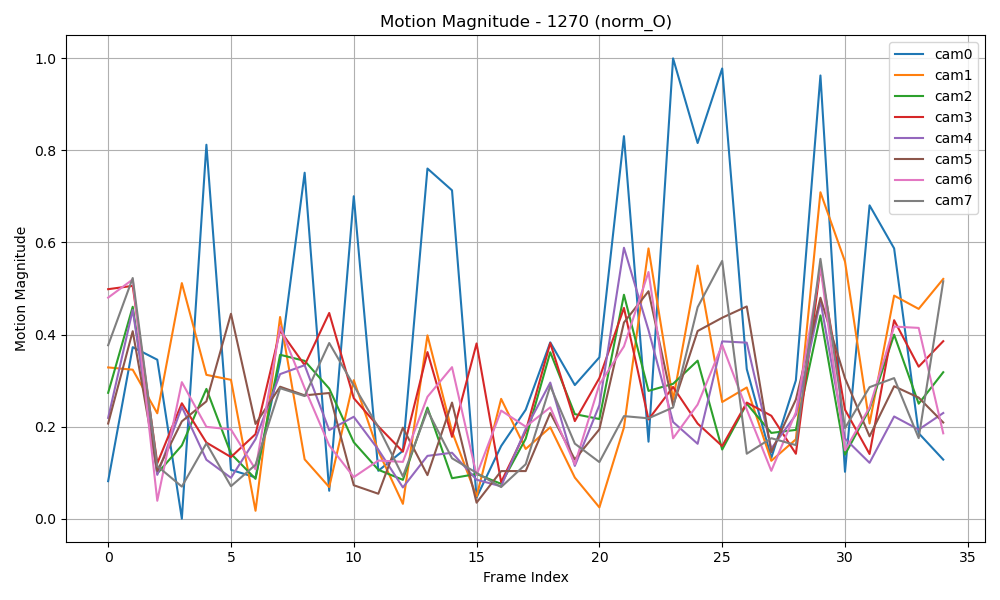 Motion Magnitude - 1270 (norm_O)
Motion Magnitude
1.0
0.8
0.6
0.4
0.2
0.0
cam0
cam1
cam2
cam3
cam4
cam5
cam6
cam7
0 5 10 15 20 25 30 35
Frame Index